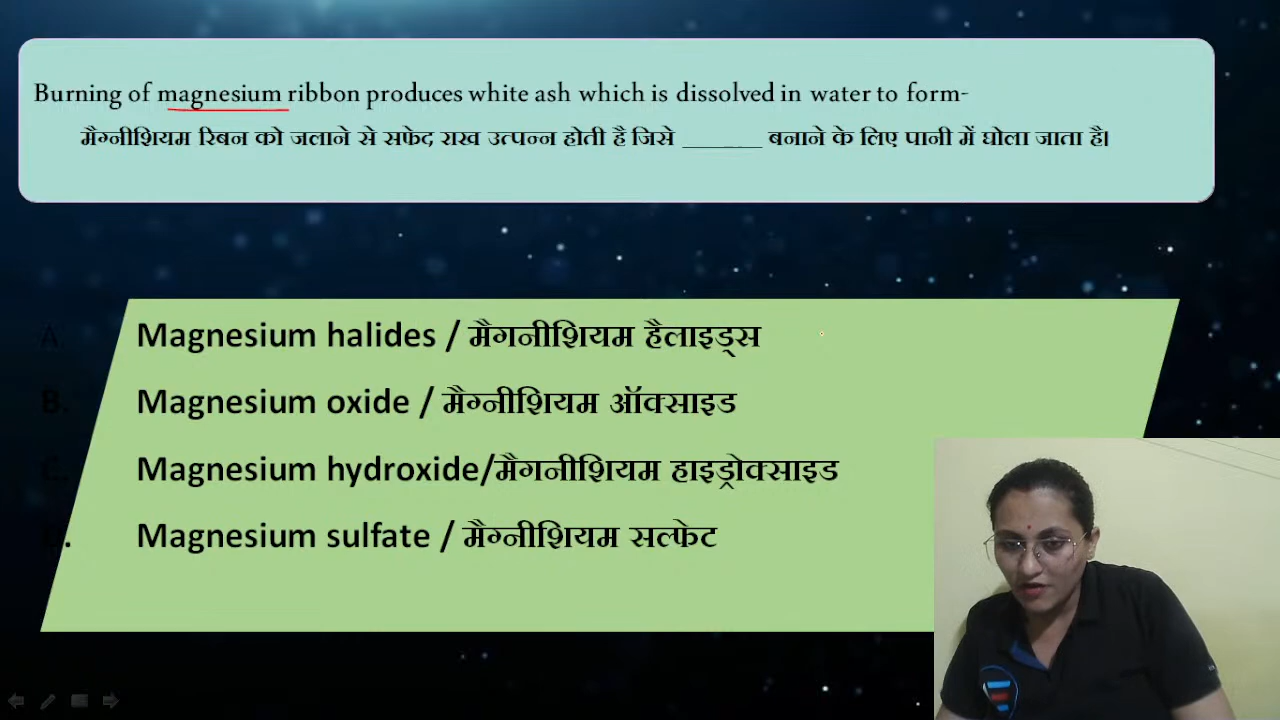 Burning of magnesium ribbon produces white ash which is dissolved in water to form-
मैग्नीशियम रिबन को जलाने से सफेद राख उत्पन्न होती है जिसे ______ बनाने के लिए पानी में घोला जाता है।
A Magnesium halides / मैगनीशियम हैलाइड्स
B. Magnesium oxide / मैग्नीशियम ऑक्साइड
C. Magnesium hydroxide/मैगनीशियम हाइड्रोक्साइड
D. Magnesium sulfate / मैग्नीशियम सल्फेट